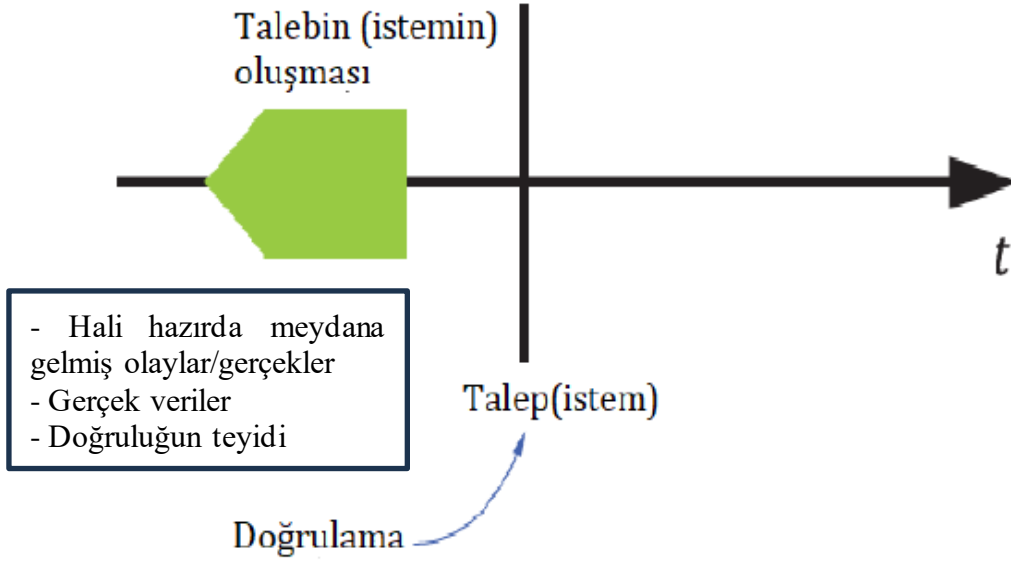 Talebin (istemin)
oluşması
t
- Hali hazırda meydana
gelmiş olaylar/gerçekler
- Gerçek veriler
- Doğruluğun teyidi
Talep(istem)
Doğrulama